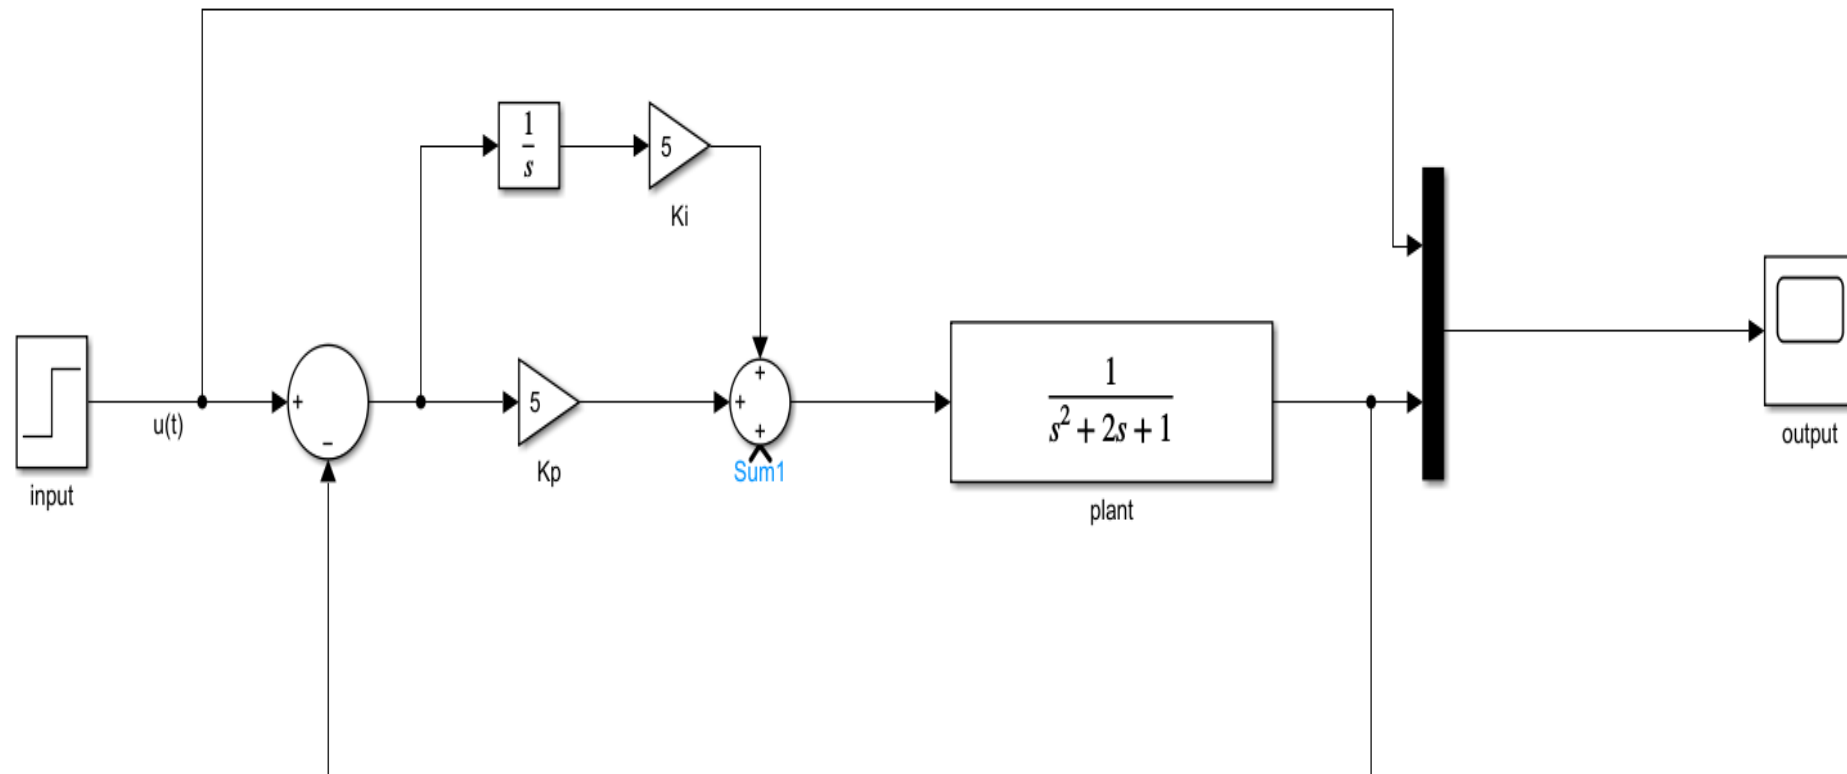 1
s
5
Ki
u(t)
+
−
5
Kp
+
+
+
Sum1
1
s² + 2s + 1
plant
input
output